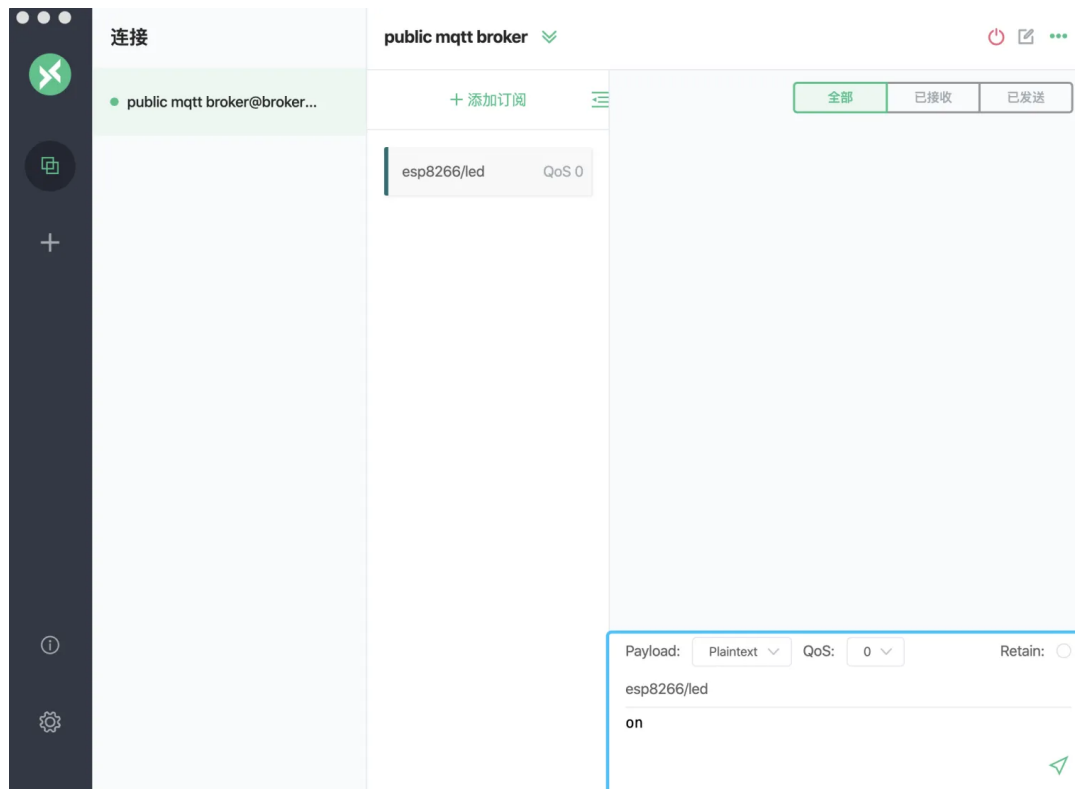 连接
public mqtt broker
public mqtt broker@broker...
添加订阅
全部
已接收
已发送
esp8266/led
QoS 0
Payload:
Plaintext
QoS:
0
Retain:
esp8266/led
on